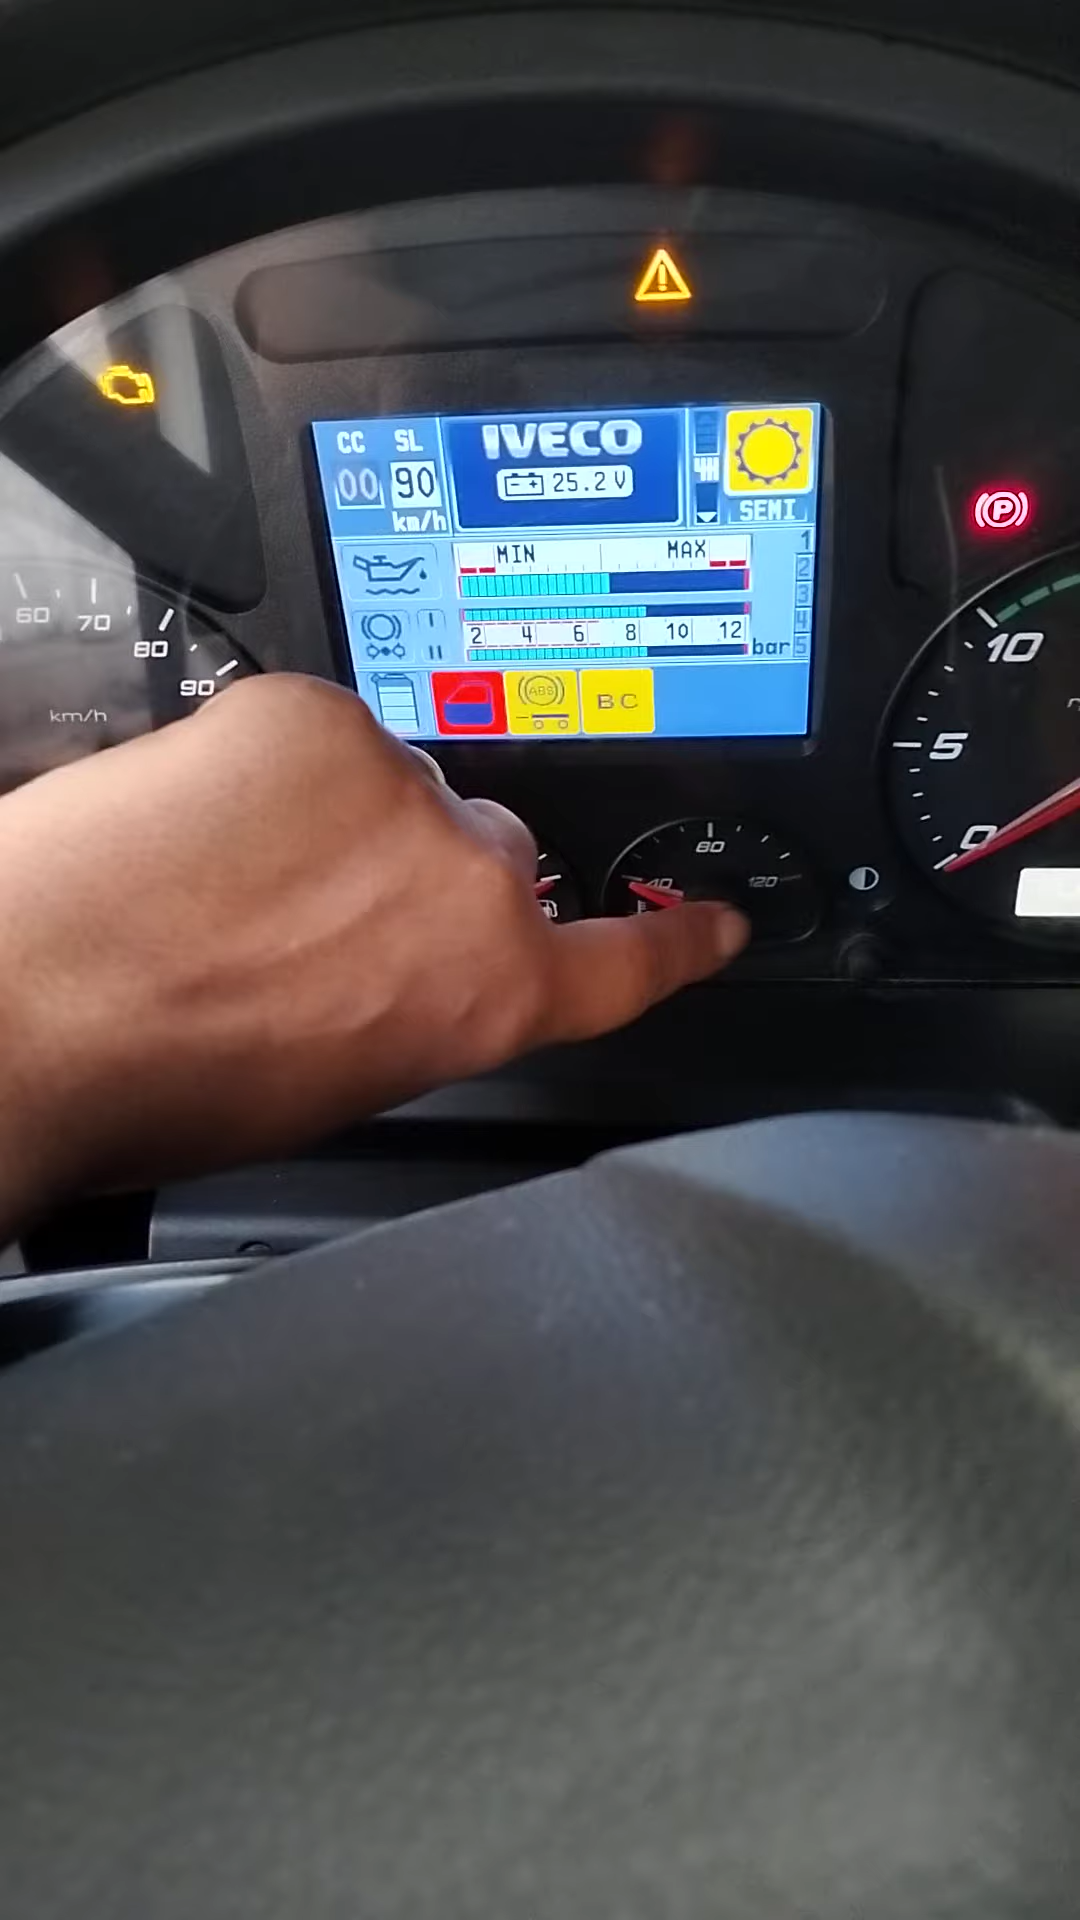 CC SL
00 90
km/h
IVECO
25.2 V
4H
SEMI
MIN MAX
1
2
3
4
5
I
II
2 4 6 8 10 12
bar
ABS
B C
60 70 80 90
km/h
10
5
0
40 80 120
P